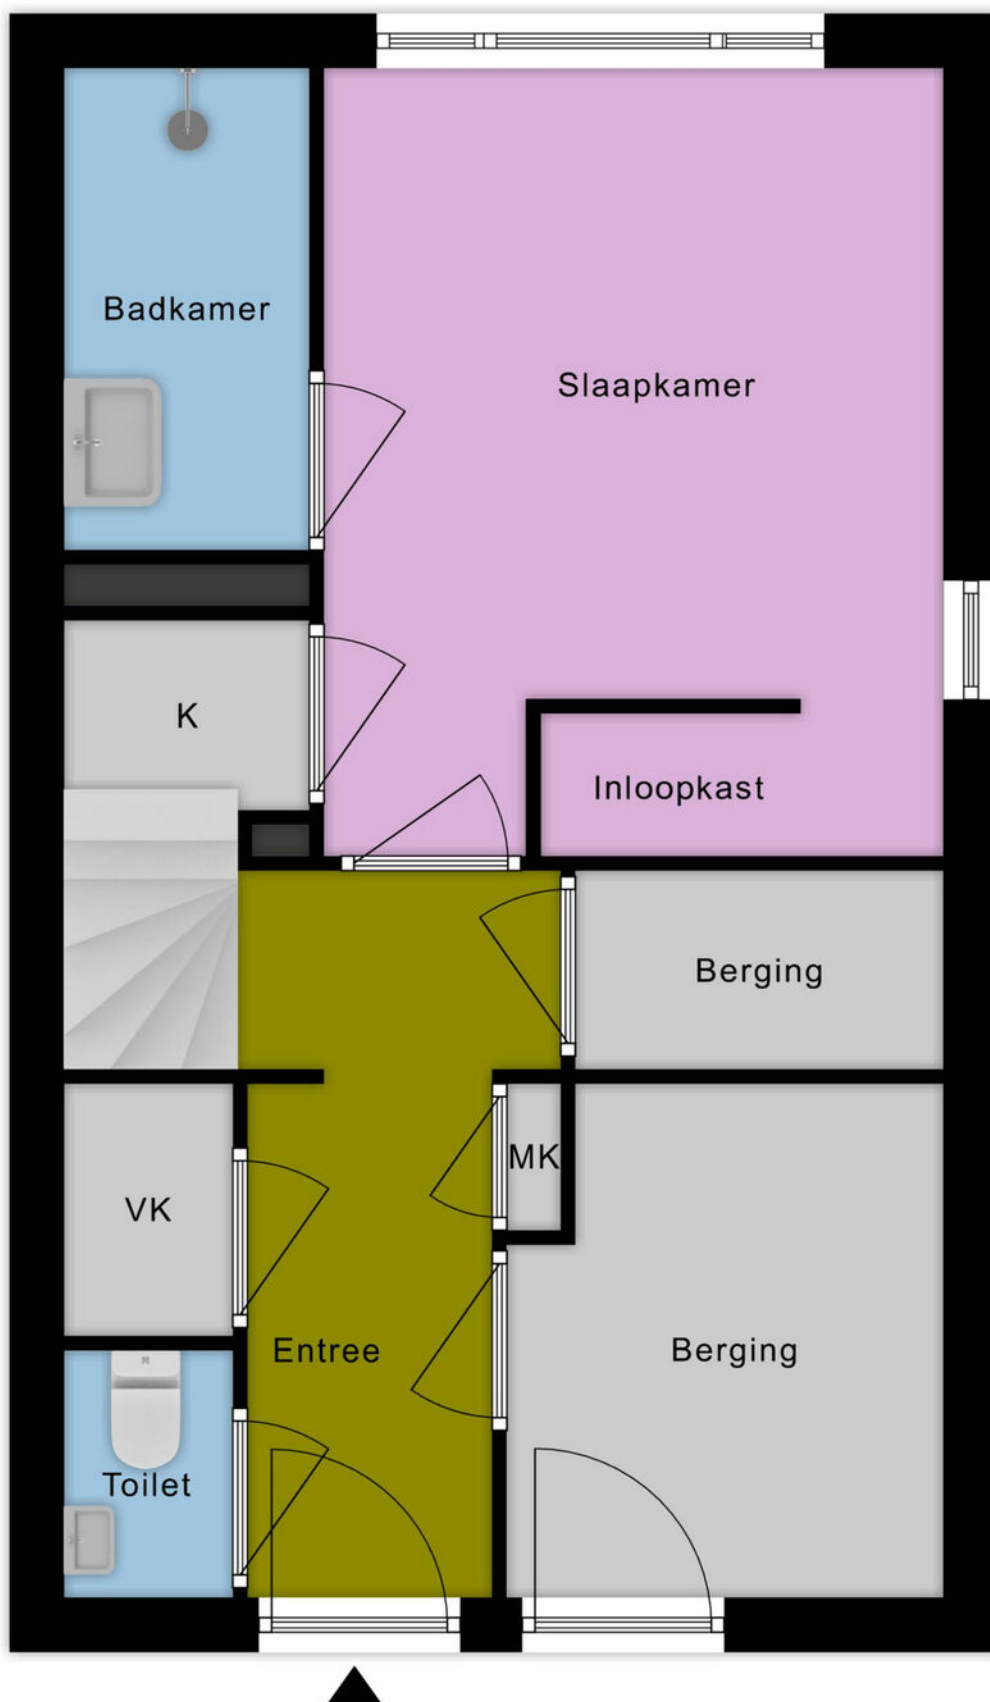 Badkamer
Slaapkamer
K
Inloopkast
Berging
MK
VK
Entree
Berging
Toilet